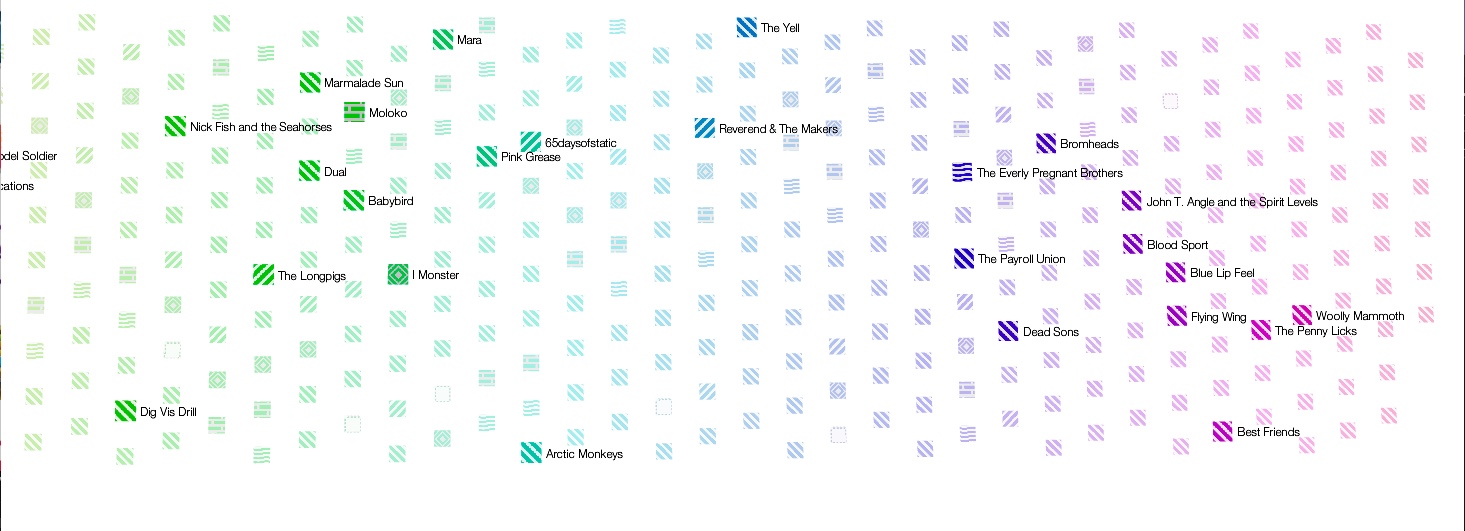 The Yell
Mara
Marmalade Sun
Moloko
Nick Fish and the Seahorses
Reverend & The Makers
65daysofstatic
Bromheads
odel Soldier
Pink Grease
Dual
The Everly Pregnant Brothers
cations
Babybird
John T. Angle and the Spirit Levels
Blood Sport
The Payroll Union
The Longpigs
I Monster
Blue Lip Feel
Flying Wing
Woolly Mammoth
Dead Sons
The Penny Licks
Dig Vis Drill
Best Friends
Arctic Monkeys